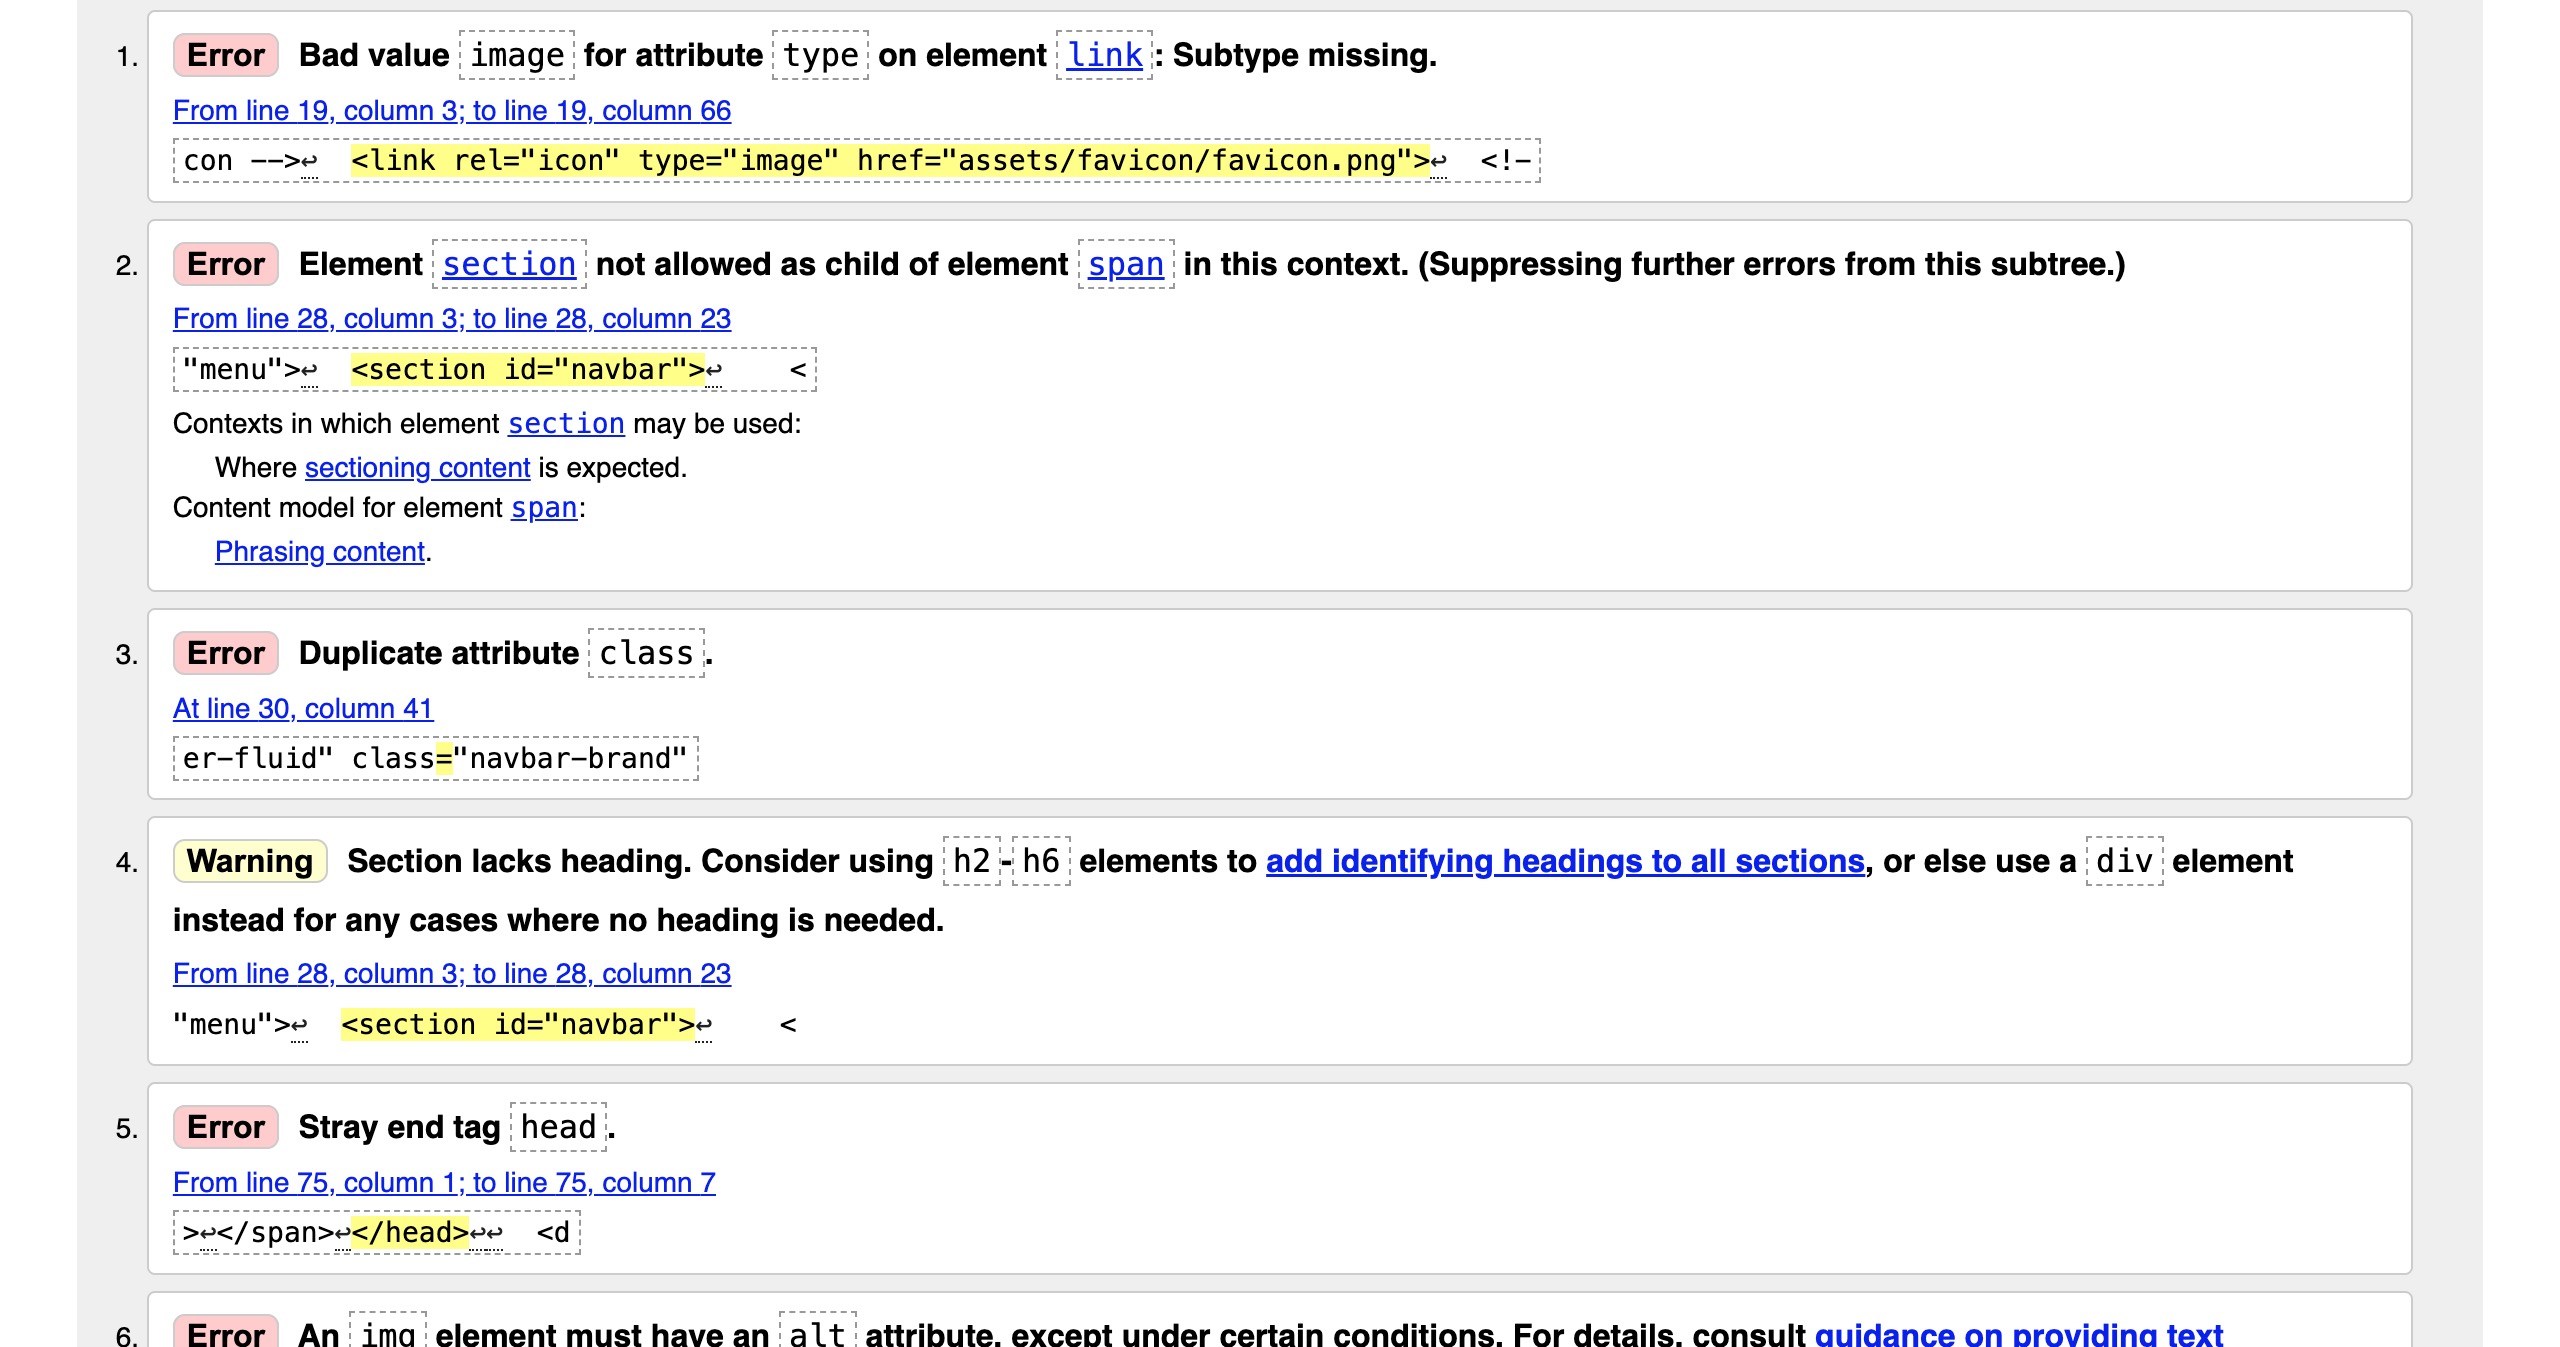 1. Error Bad value image for attribute type on element link: Subtype missing.
From line 19, column 3; to line 19, column 66
con -->↩  <link rel="icon" type="image" href="assets/favicon/favicon.png">↩  <!-
2. Error Element section not allowed as child of element span in this context. (Suppressing further errors from this subtree.)
From line 28, column 3; to line 28, column 23
"menu">↩  <section id="navbar">↩    <
Contexts in which element section may be used:
Where sectioning content is expected.
Content model for element span:
Phrasing content.
3. Error Duplicate attribute class.
At line 30, column 41
er-fluid" class="navbar-brand"
4. Warning Section lacks heading. Consider using h2-h6 elements to add identifying headings to all sections, or else use a div element
instead for any cases where no heading is needed.
From line 28, column 3; to line 28, column 23
"menu">↩  <section id="navbar">↩    <
5. Error Stray end tag head.
From line 75, column 1; to line 75, column 7
>↩</span>↩</head>↩↩  <d
6. Error An img element must have an alt attribute, except under certain conditions. For details, consult guidance on providing text